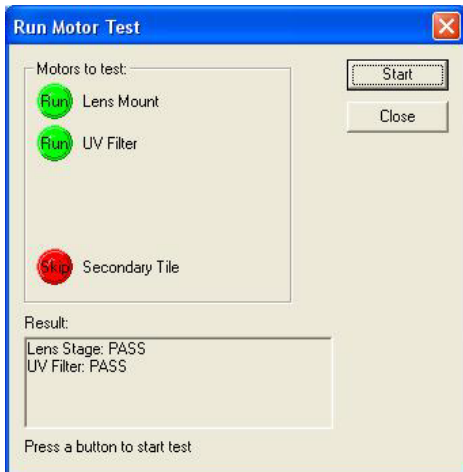 Run Motor Test
Motors to test:
Start
Run Lens Mount
Close
Run UV Filter
Skip Secondary Tile
Result:
Lens Stage: PASS
UV Filter: PASS
Press a button to start test